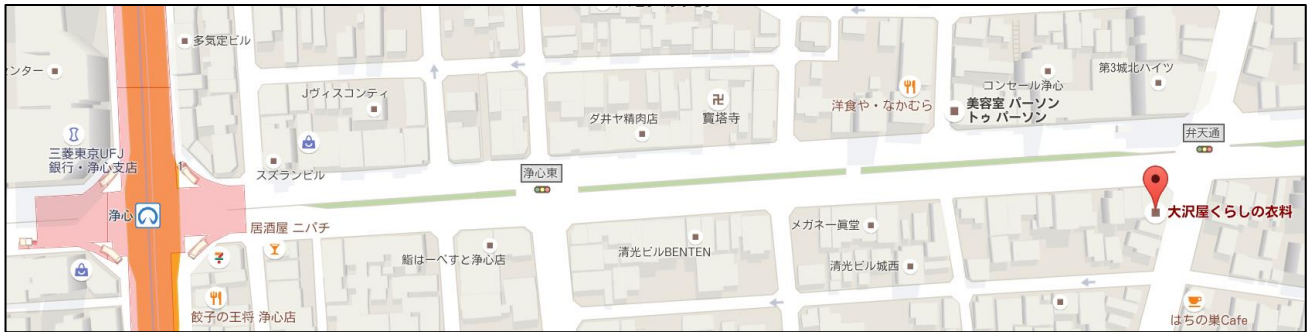 多気定ビル
ンター
Jヴィスコンティ
ダ井ヤ精肉店
寶塔寺
洋食や・なかむら
コンセール浄心
第3城北ハイツ
美容室 パーソン
トゥ パーソン
弁天通
三菱東京UFJ
銀行・浄心支店
スズランビル
浄心東
大沢屋くらしの衣料
浄心
居酒屋 ニパチ
鮨はーべすと浄心店
清光ビルBENTEN
メガネー眞堂
清光ビル城西
餃子の王将 浄心店
はちの巣Cafe